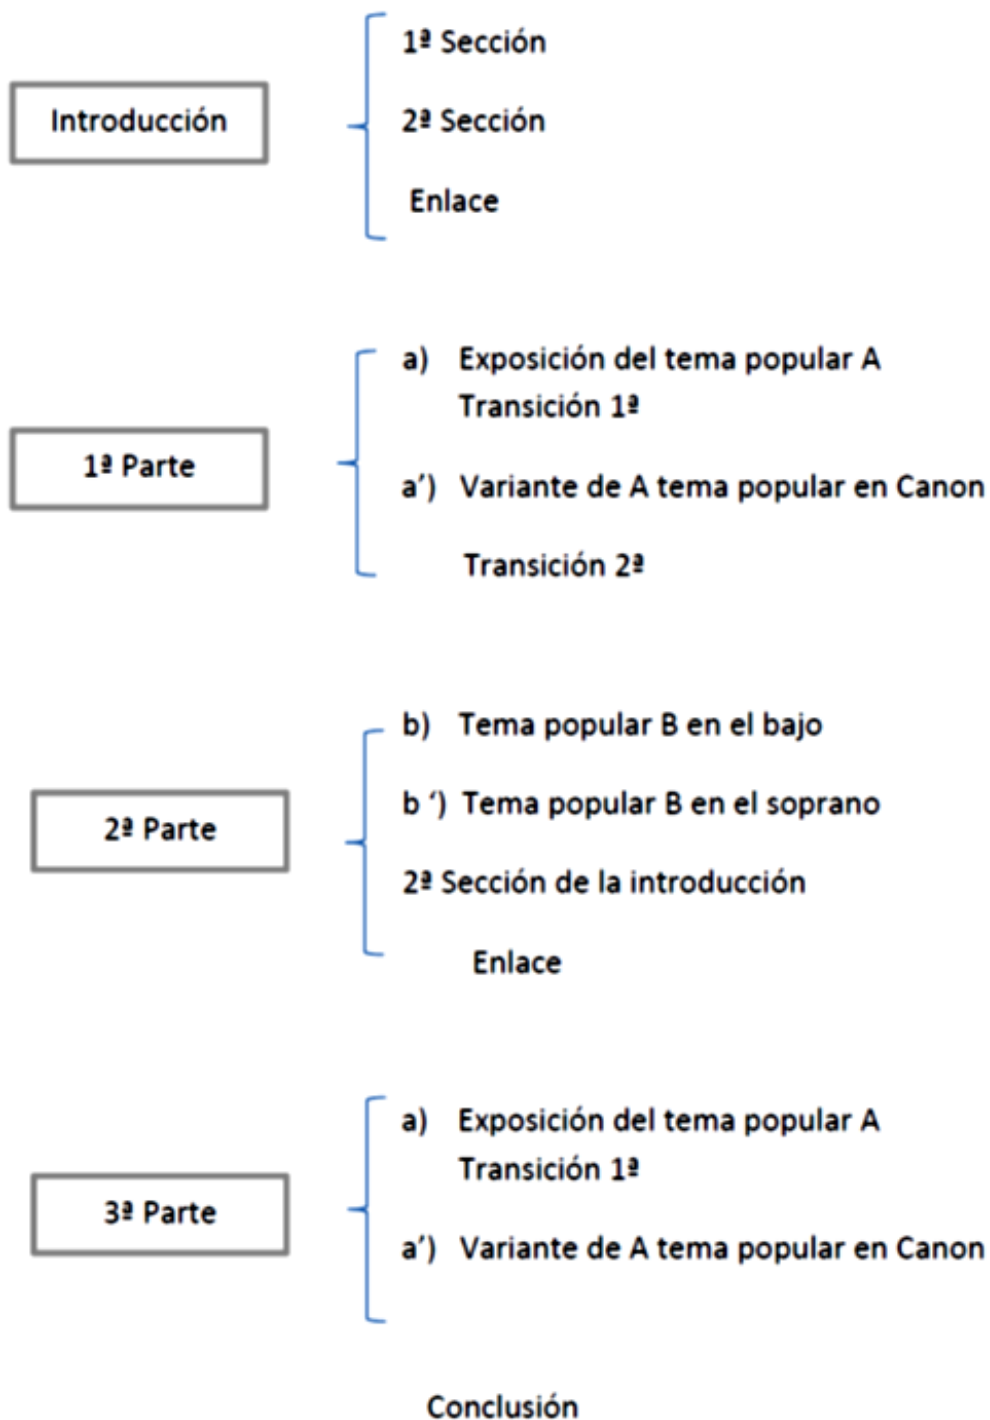 Introducción
1ª Sección
2ª Sección
Enlace
1ª Parte
a) Exposición del tema popular A
Transición 1ª
a’) Variante de A tema popular en Canon
Transición 2ª
2ª Parte
b) Tema popular B en el bajo
b ‘) Tema popular B en el soprano
2ª Sección de la introducción
Enlace
3ª Parte
a) Exposición del tema popular A
Transición 1ª
a’) Variante de A tema popular en Canon
Conclusión